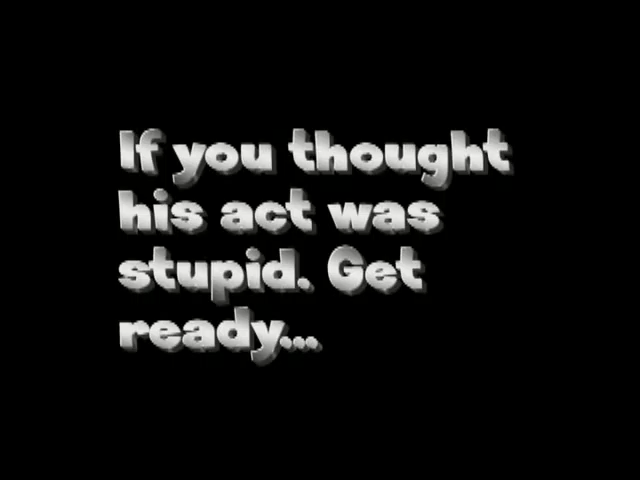 If you thought
his act was
stupid. Get
ready...